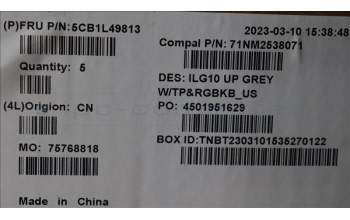 (P)FRU P/N:5CB1L49813
2023-03-10 15:38:48
Compal P/N: 71NM2538071
Quantity: 5
DES: ILG10 UP GREY
W/TP&RGBKB_US
(4L)Origion: CN
PO: 4501951629
MO: 75768818
BOX ID:TNBT2303101535270122
Made in China